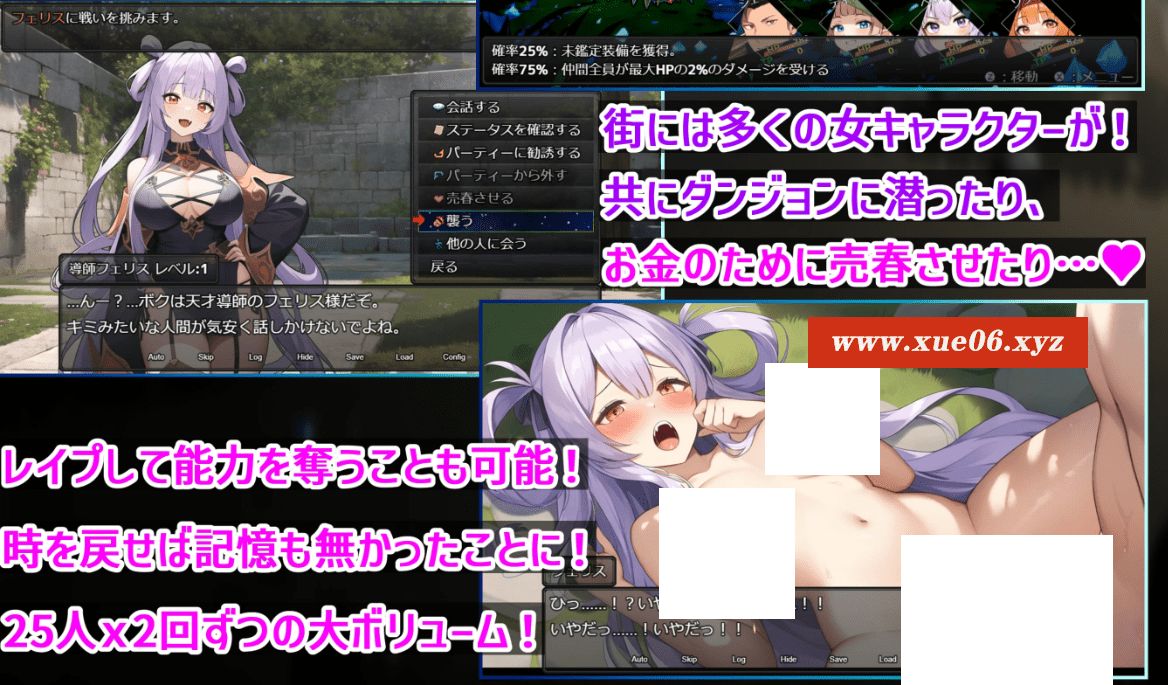 フェリスに戦いを挑みます。
確率25%：未鑑定装備を獲得。
確率75%：仲間全員が最大HPの2%のダメージを受ける
：移動　：メニュー
会話する
ステータスを確認する
パーティーに勧誘する
パーティーから外す
売春させる
襲う
他の人に会う
戻る
導師フェリス レベル:1
…んー？…ボクは天才導師のフェリス様だぞ。
キミみたいな人間が気安く話しかけないでよね。
Auto Skip Log Hide Save Load Config
街には多くの女キャラクターが！
共にダンジョンに潜ったり、
お金のために売春させたり…♥
www.xue06.xyz
レイプして能力を奪うことも可能！
時を戻せば記憶も無かったことに！
25人x2回ずつの大ボリューム！
フェリス
ひっ……！？いや
！！
いやだっ……！いやだっ！！
Auto Skip Log Hide Save Load